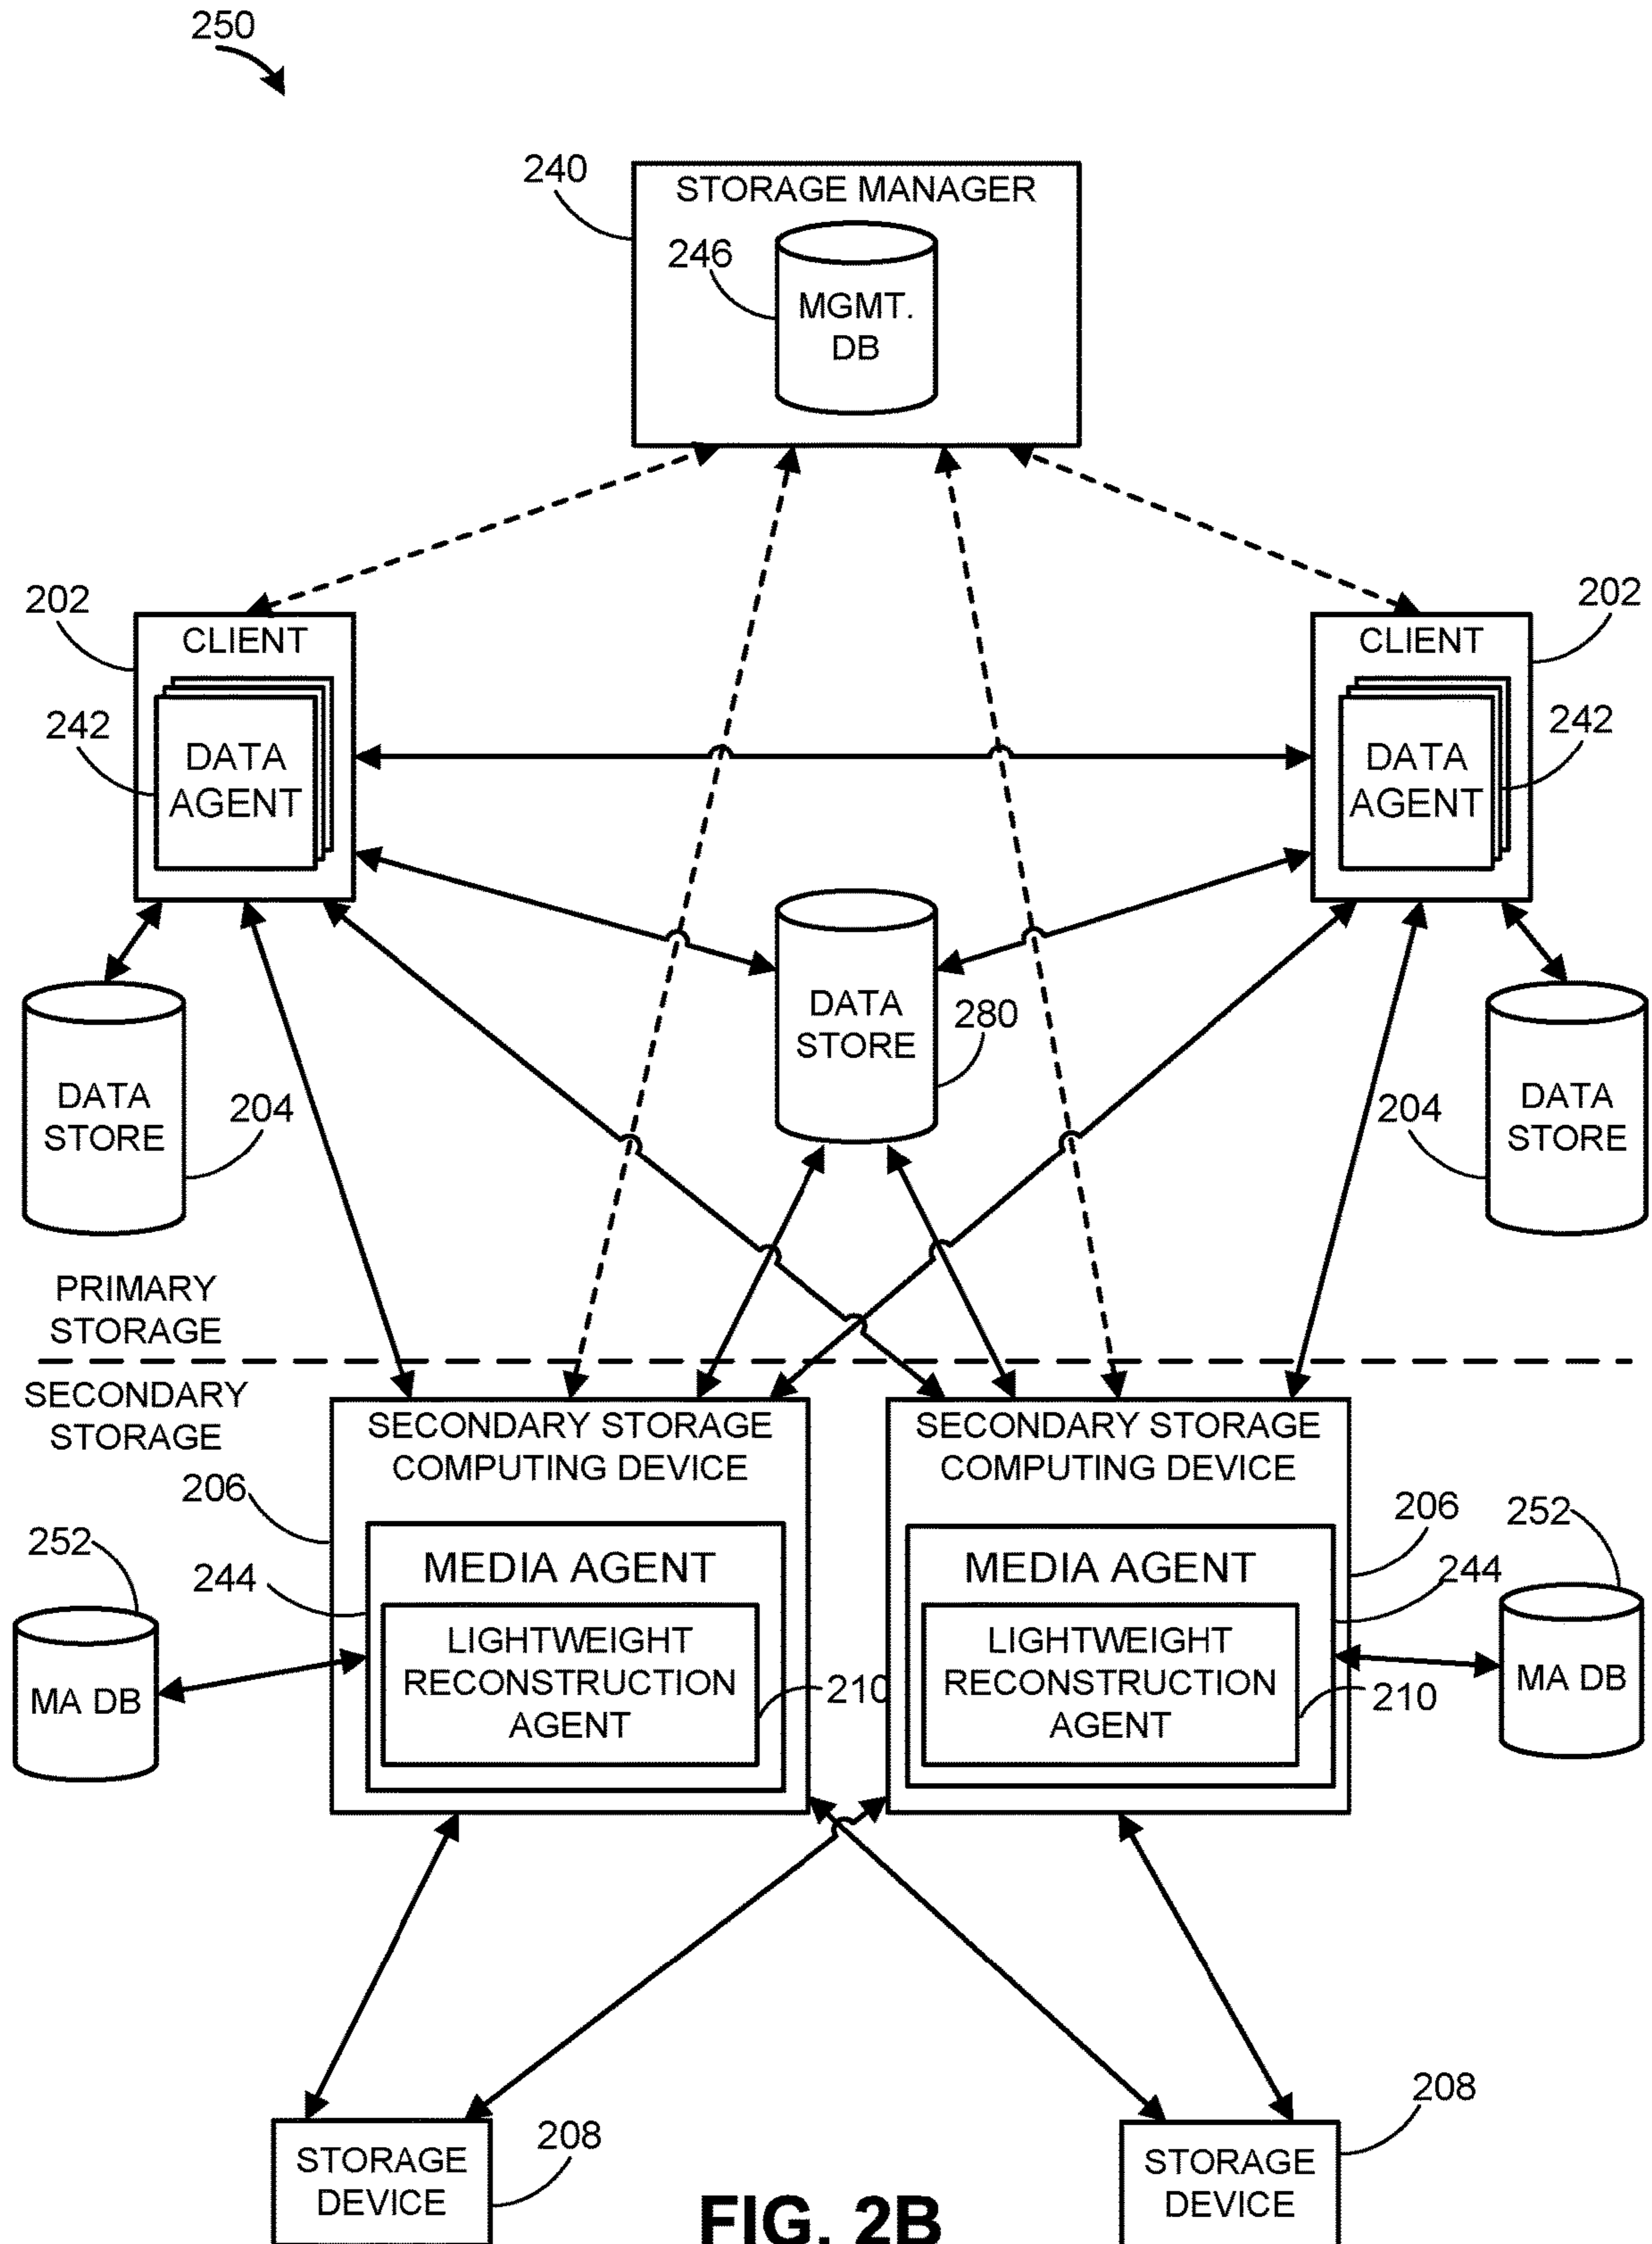 250
240
STORAGE MANAGER
246
MGMT.
DB
202
CLIENT
242
DATA
AGENT
202
CLIENT
242
DATA
AGENT
DATA
STORE
280
DATA
STORE
204
204
DATA
STORE
PRIMARY
STORAGE
SECONDARY
STORAGE
SECONDARY STORAGE
COMPUTING DEVICE
206
252
244
MEDIA AGENT
LIGHTWEIGHT
RECONSTRUCTION
AGENT
210
MA DB
SECONDARY STORAGE
COMPUTING DEVICE
206
252
244
MEDIA AGENT
LIGHTWEIGHT
RECONSTRUCTION
AGENT
210
MA DB
STORAGE
DEVICE
208
208
STORAGE
DEVICE
FIG. 2B